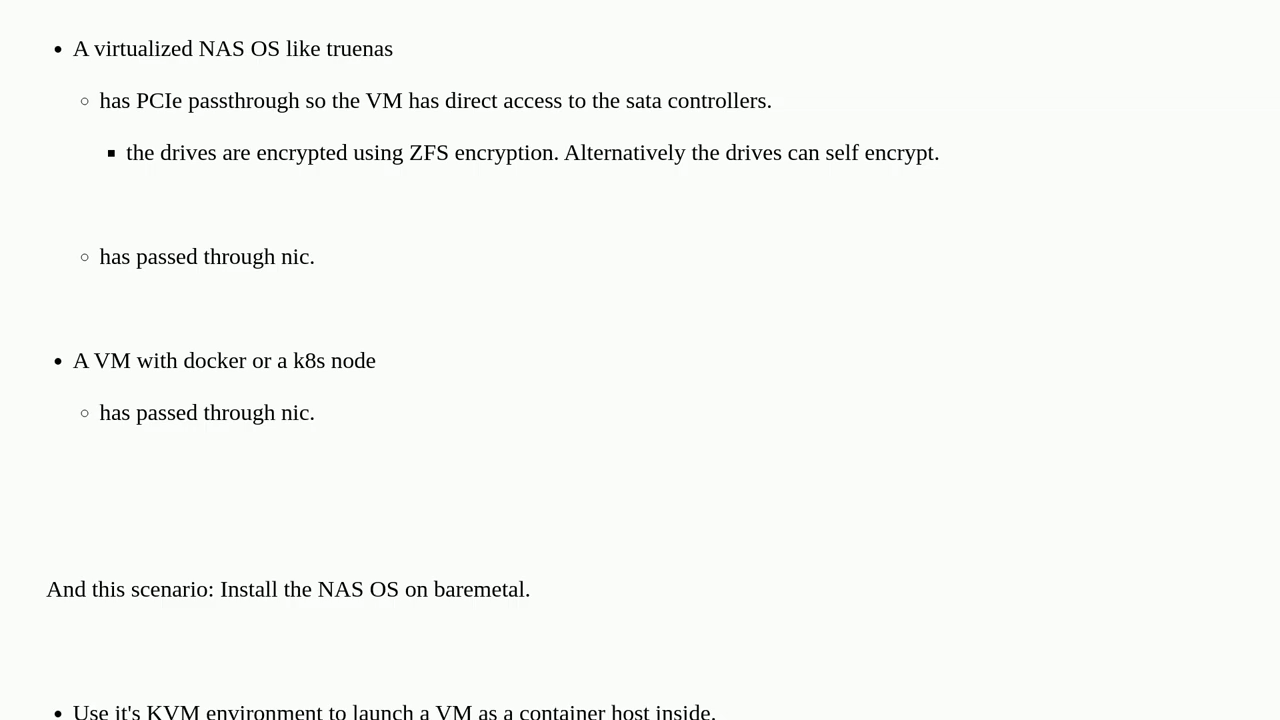 A virtualized NAS OS like truenas
has PCIe passthrough so the VM has direct access to the sata controllers.
the drives are encrypted using ZFS encryption. Alternatively the drives can self encrypt.
has passed through nic.
A VM with docker or a k8s node
has passed through nic.
And this scenario: Install the NAS OS on baremetal.
Use it's KVM environment to launch a VM as a container host inside.